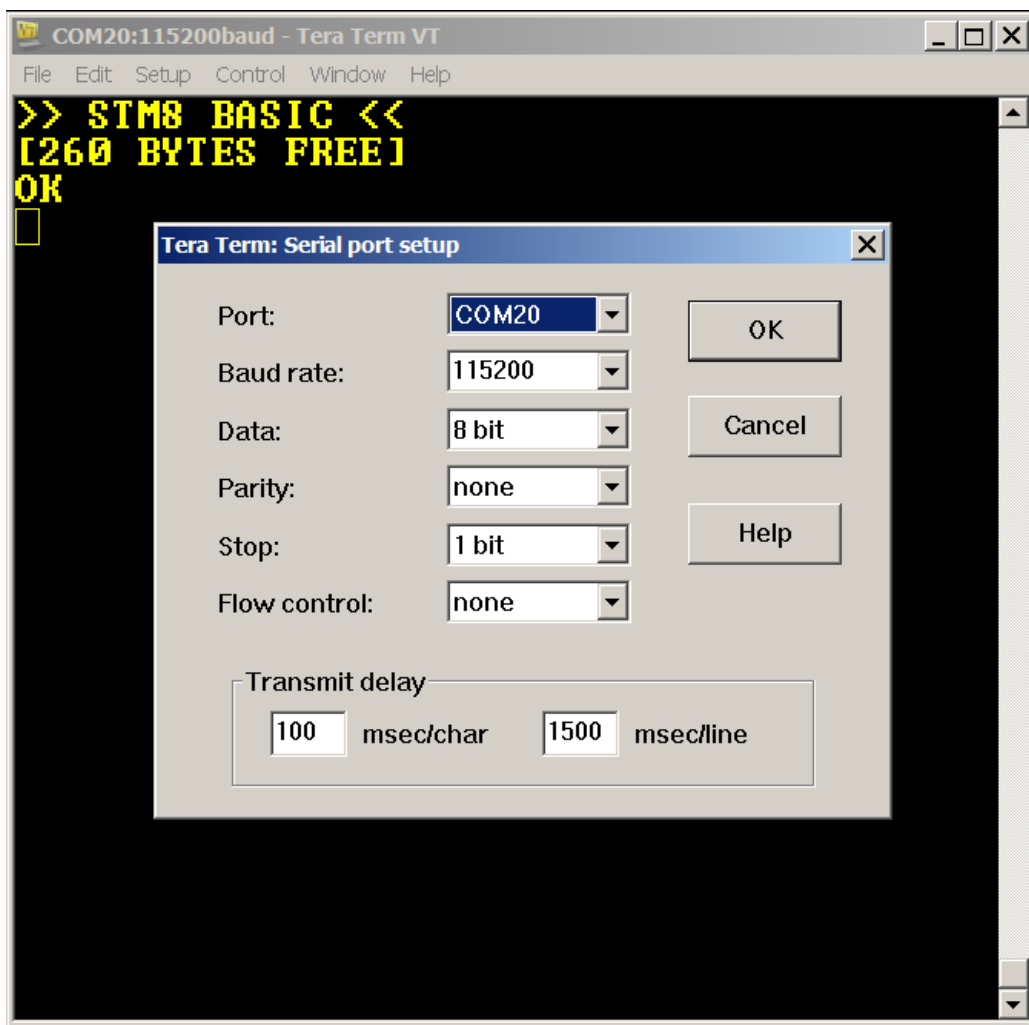 COM20:115200baud - Tera Term VT
File Edit Setup Control Window Help
>> STM8 BASIC <<
[260 BYTES FREE]
OK
Tera Term: Serial port setup
Port: COM20 OK
Baud rate: 115200
Data: 8 bit Cancel
Parity: none
Stop: 1 bit Help
Flow control: none
Transmit delay
100 msec/char 1500 msec/line